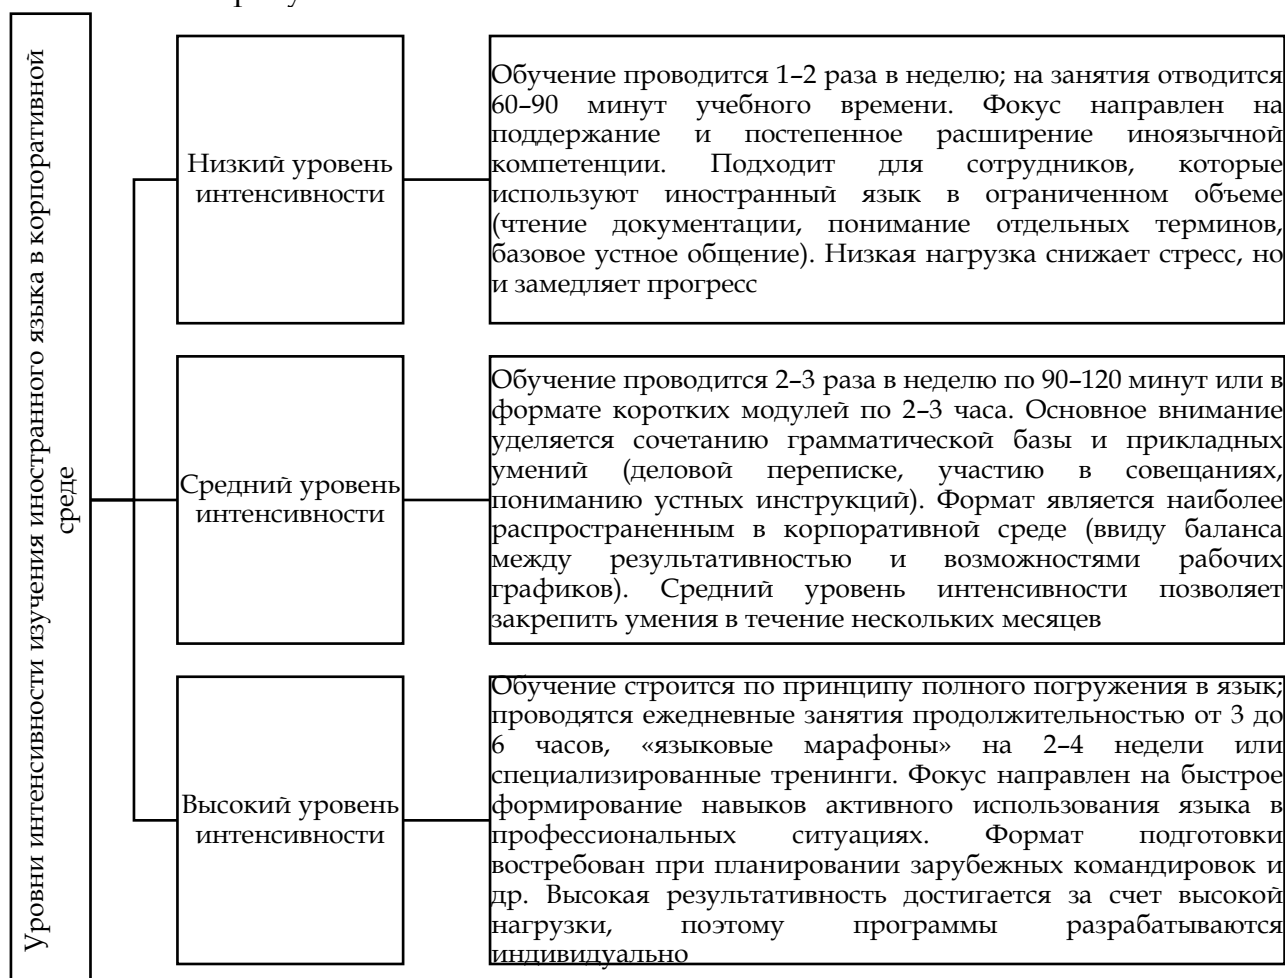 Уровни интенсивности изучения иностранного языка в корпоративной
среде
Низкий уровень
интенсивности
Обучение проводится 1–2 раза в неделю; на занятия отводится
60–90 минут учебного времени. Фокус направлен на
поддержание и постепенное расширение иноязычной
компетенции. Подходит для сотрудников, которые
используют иностранный язык в ограниченном объеме
(чтение документации, понимание отдельных терминов,
базовое устное общение). Низкая нагрузка снижает стресс, но
и замедляет прогресс
Средний уровень
интенсивности
Обучение проводится 2–3 раза в неделю по 90–120 минут или в
формате коротких модулей по 2–3 часа. Основное внимание
уделяется сочетанию грамматической базы и прикладных
умений (деловой переписке, участию в совещаниях,
пониманию устных инструкций). Формат является наиболее
распространенным в корпоративной среде (ввиду баланса
между результативностью и возможностями рабочих
графиков). Средний уровень интенсивности позволяет
закрепить умения в течение нескольких месяцев
Высокий уровень
интенсивности
Обучение строится по принципу полного погружения в язык;
проводятся ежедневные занятия продолжительностью от 3 до
6 часов, «языковые марафоны» на 2–4 недели или
специализированные тренинги. Фокус направлен на быстрое
формирование навыков активного использования языка в
профессиональных ситуациях. Формат подготовки
востребован при планировании зарубежных командировок и
др. Высокая результативность достигается за счет высокой
нагрузки, поэтому программы разрабатываются
индивидуально